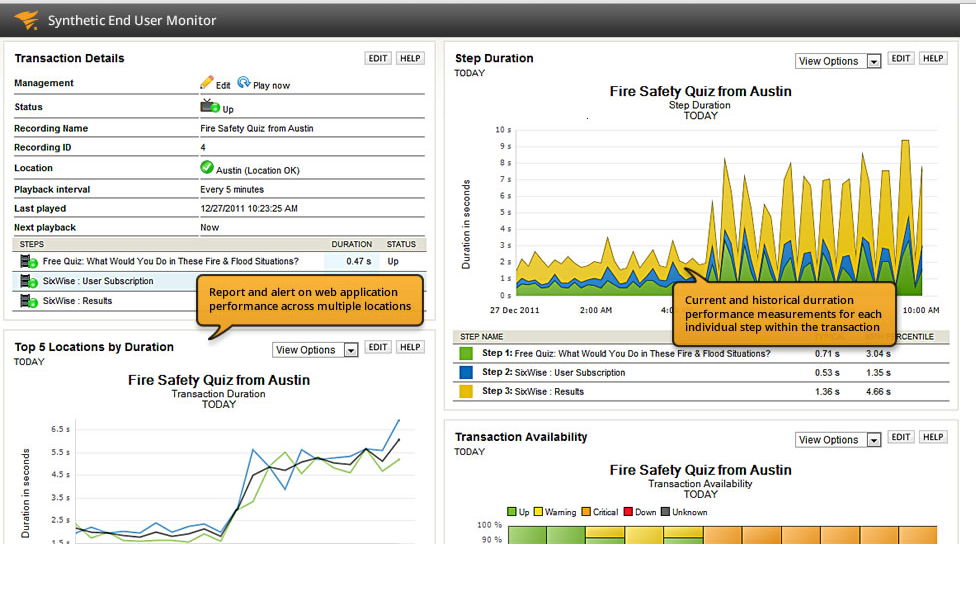 Synthetic End User Monitor
Transaction Details
EDIT HELP
Management Edit Play now
Status Up
Recording Name Fire Safety Quiz from Austin
Recording ID 4
Location Austin (Location OK)
Playback interval Every 5 minutes
Last played 12/27/2011 10:23:25 AM
Next playback Now
STEPS DURATION STATUS
Free Quiz: What Would You Do in These Fire & Flood Situations? 0.47 s Up
SixWise : User Subscription
SixWise : Results
Report and alert on web application
performance across multiple locations
Top 5 Locations by Duration
TODAY
View Options EDIT HELP
Fire Safety Quiz from Austin
Transaction Duration
TODAY
Duration in seconds
6.5 s
5.5 s
4.5 s
3.5 s
2.5 s
1.5 s
Step Duration
TODAY
View Options EDIT HELP
Fire Safety Quiz from Austin
Step Duration
TODAY
Duration in seconds
10 s
9 s
8 s
7 s
6 s
5 s
4 s
3 s
2 s
1 s
0 s
27 Dec 2011 2:00 AM 10:00 AM
Current and historical durration
performance measurements for each
individual step within the transaction
STEP NAME
Step 1: Free Quiz: What Would You Do in These Fire & Flood Situations? 0.71 s 3.04 s
Step 2: SixWise : User Subscription 0.53 s 1.35 s
Step 3: SixWise : Results 1.36 s 4.66 s
Transaction Availability
TODAY
View Options EDIT HELP
Fire Safety Quiz from Austin
Transaction Availability
TODAY
Up Warning Critical Down Unknown
100 %
90 %